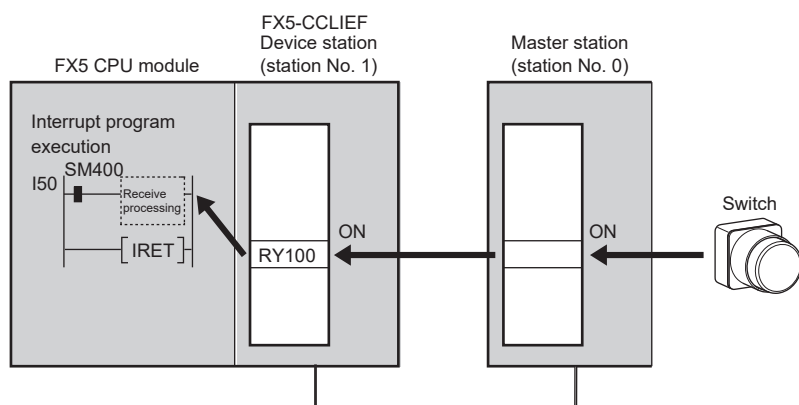 FX5-CCLIEF
Device station
(station No. 1)
Master station
(station No. 0)
FX5 CPU module
Interrupt program
execution
SM400
I50
Receive
processing
IRET
RY100
ON
ON
Switch